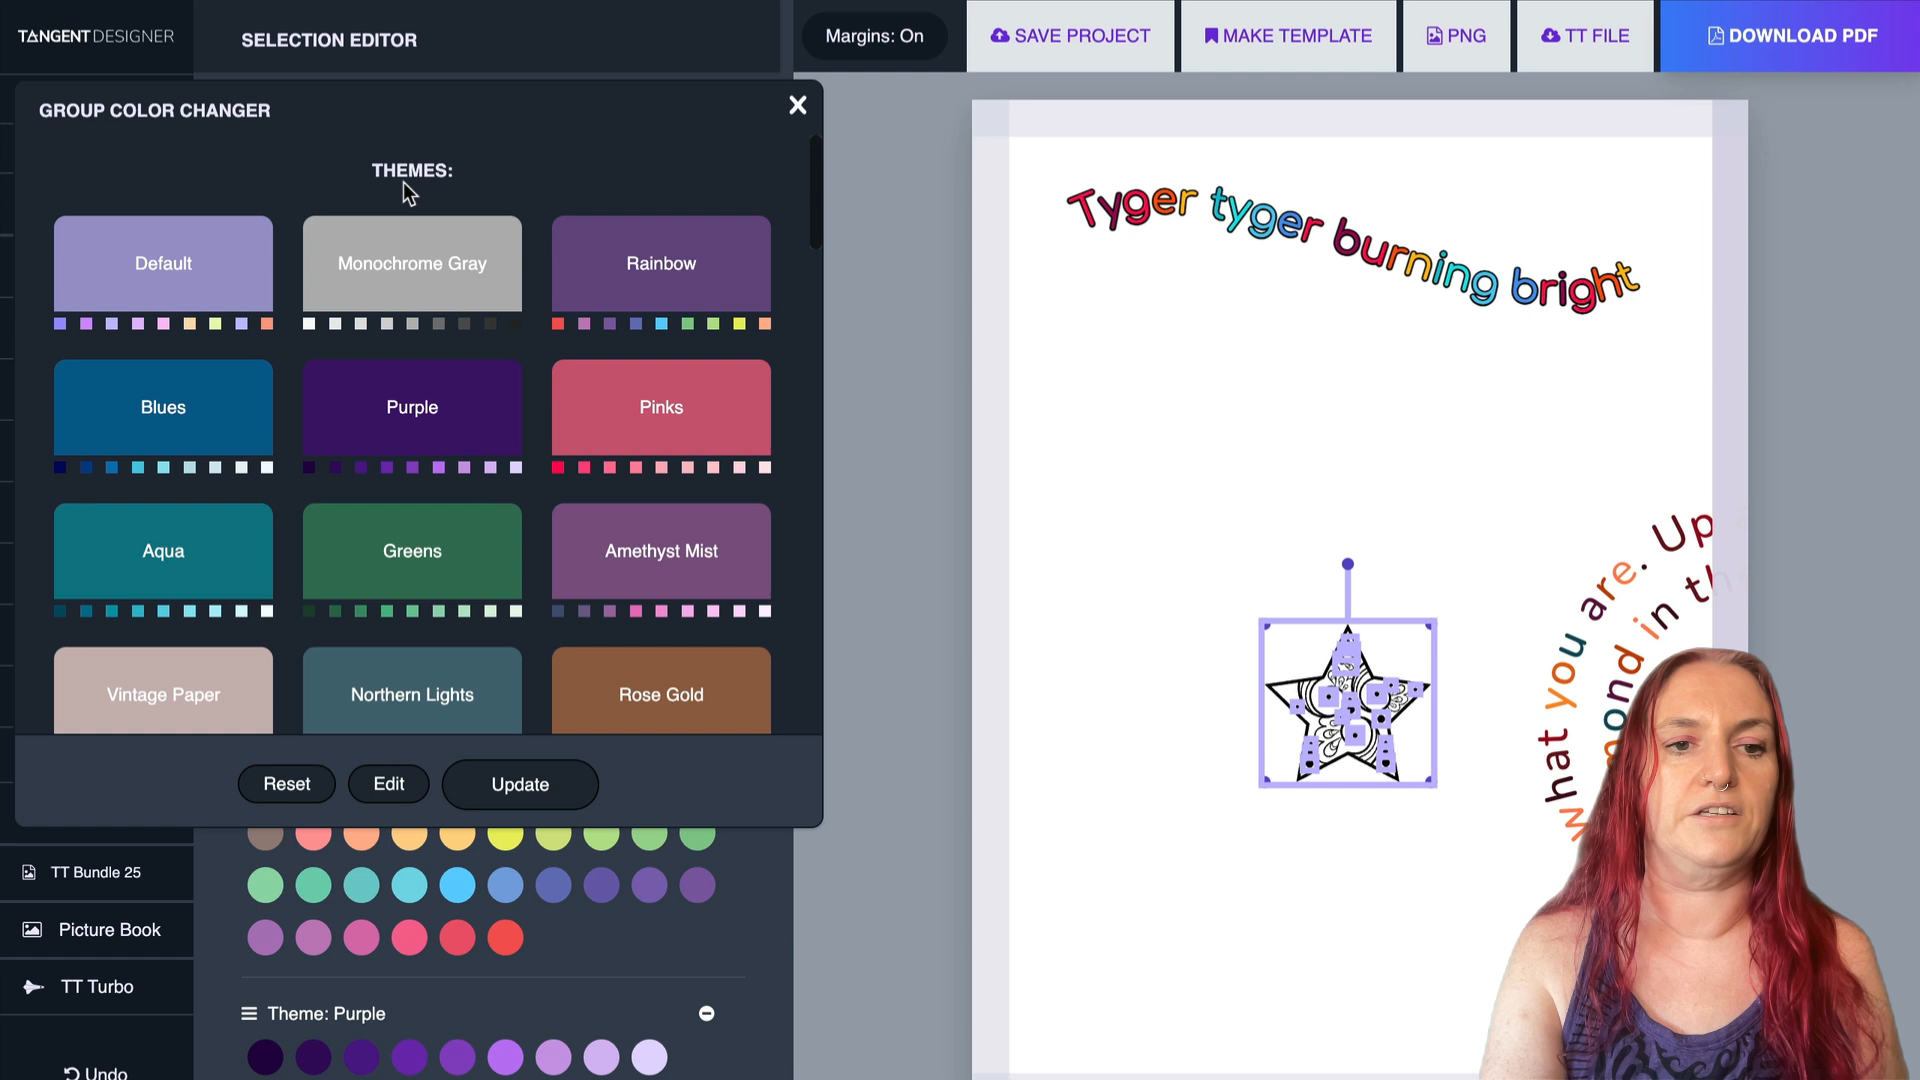 TANGENTDESIGNER
SELECTION EDITOR
Margins: On
SAVE PROJECT
MAKE TEMPLATE
PNG
TT FILE
DOWNLOAD PDF
GROUP COLOR CHANGER
THEMES:
Default
Monochrome Gray
Rainbow
Blues
Purple
Pinks
Aqua
Greens
Amethyst Mist
Vintage Paper
Northern Lights
Rose Gold
Reset
Edit
Update
TT Bundle 25
Picture Book
TT Turbo
Undo
Theme: Purple
Tyger tyger burning bright
what you are. Up
in th